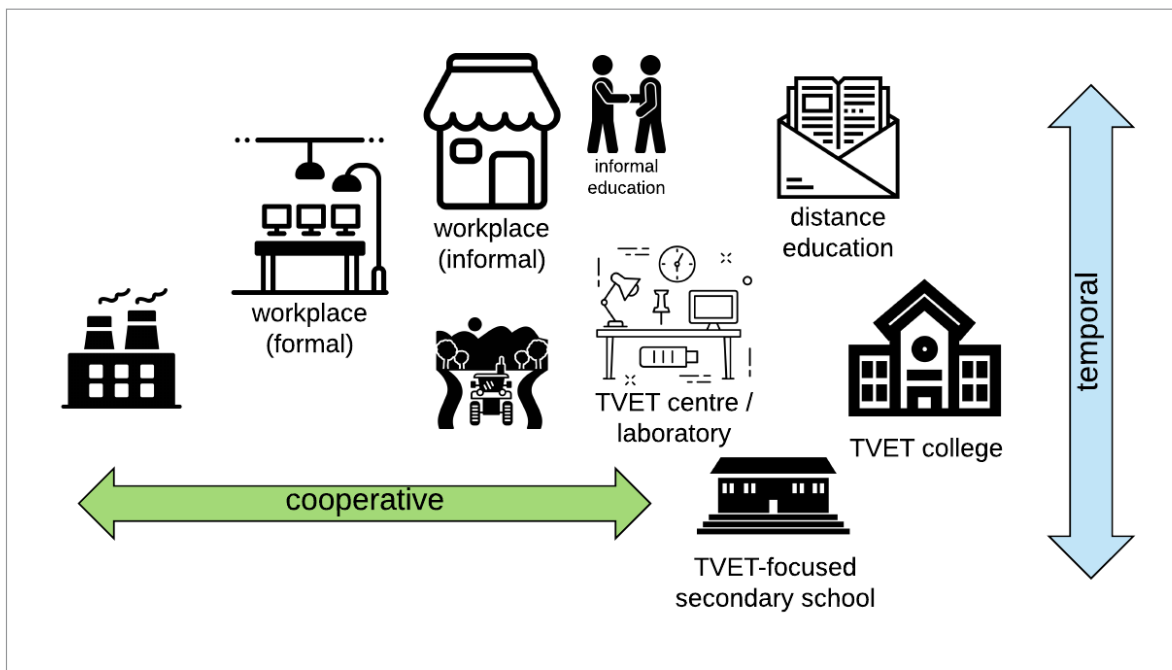 informal
education
workplace
(informal)
distance
education
workplace
(formal)
TVET centre /
laboratory
TVET college
cooperative
TVET-focused
secondary school
temporal